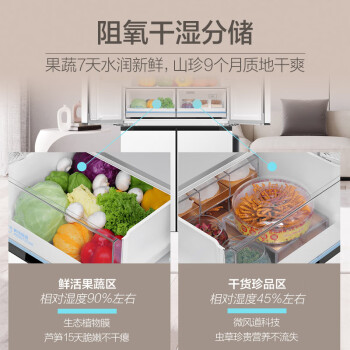 阻氧干湿分储
果蔬7天水润新鲜，山珍9个月质地干爽
鲜活果蔬区
相对湿度90%左右
生态植物膜
芦笋15天脆嫩不干瘪
干货珍品区
相对湿度45%左右
微风道科技
虫草珍贵营养不流失